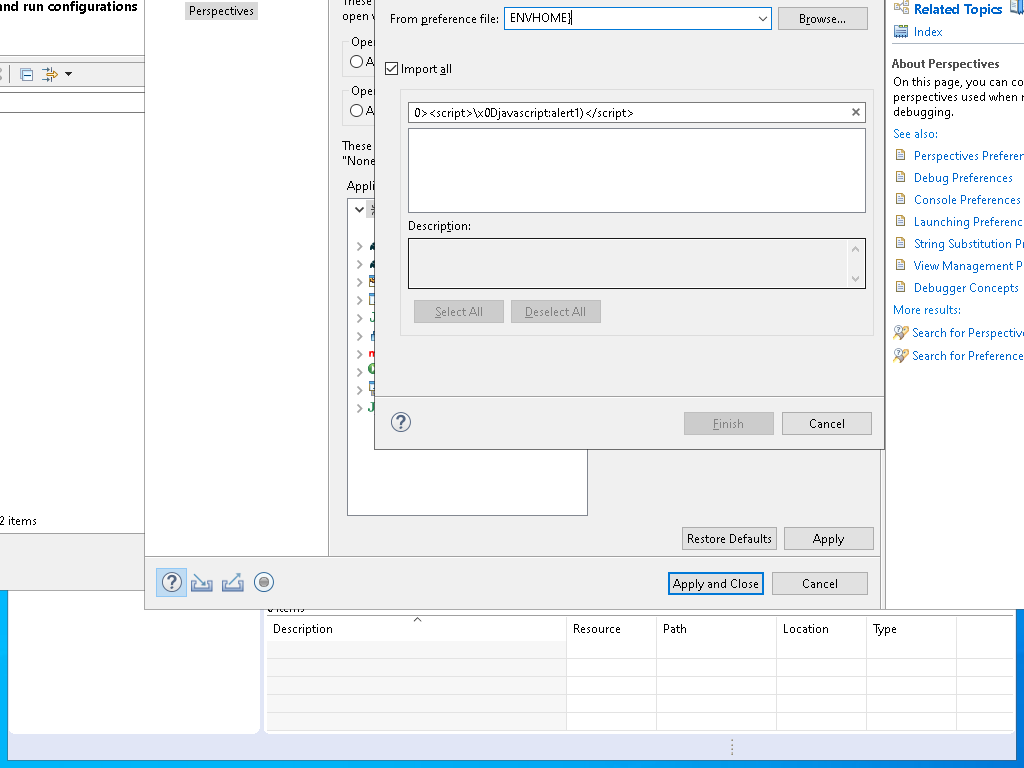 and run configurations
Perspectives
These
open v
From preference file:
ENVHOME}
Browse...
Related Topics
Index
About Perspectives
On this page, you can co
perspectives used when r
debugging.
See also:
Perspectives Preferen
Debug Preferences
Console Preferences
Launching Preferenc
String Substitution Pr
View Management P
Debugger Concepts
More results:
Search for Perspective
Search for Preference
Open
A
Import all
Open
A
0><script>\x0Djavascript:alert1)</script>
These
"None
Appli
Description:
Select All
Deselect All
Finish
Cancel
2 items
Restore Defaults
Apply
Apply and Close
Cancel
0 items
Description
Resource
Path
Location
Type